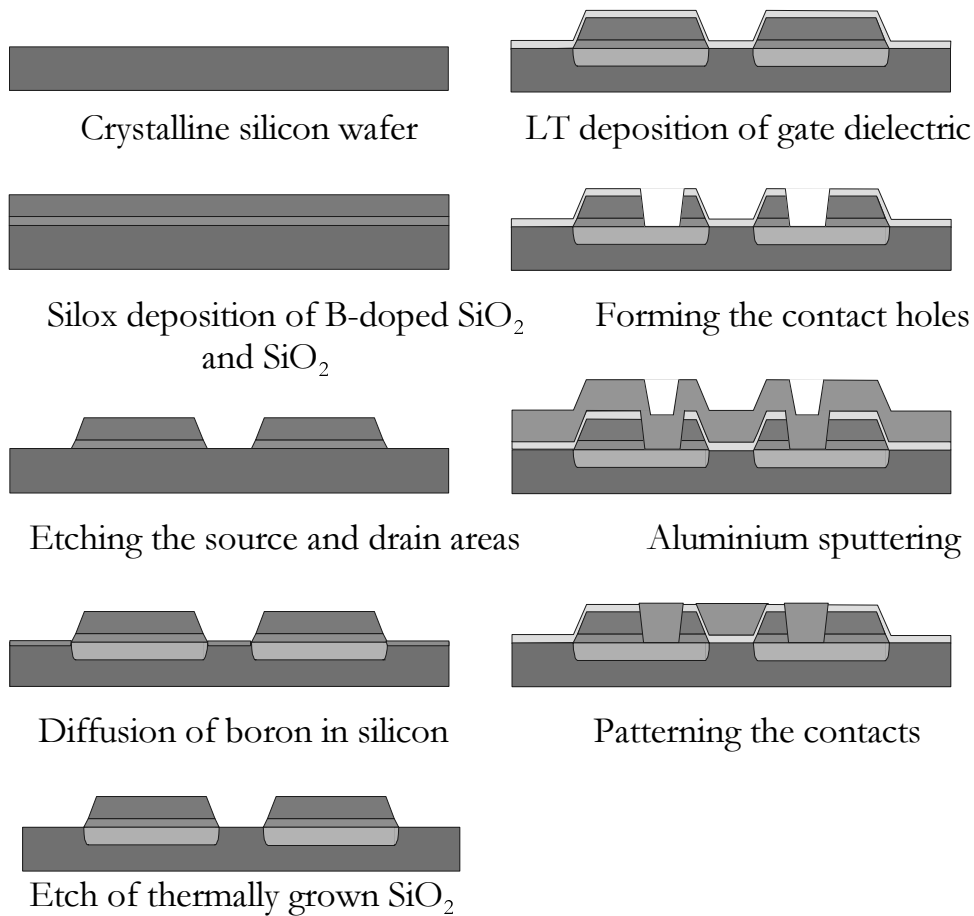 Crystalline silicon wafer
Silox deposition of B-doped SiO₂
and SiO₂
Etching the source and drain areas
Diffusion of boron in silicon
Etch of thermally grown SiO₂
LT deposition of gate dielectric
Forming the contact holes
Aluminium sputtering
Patterning the contacts